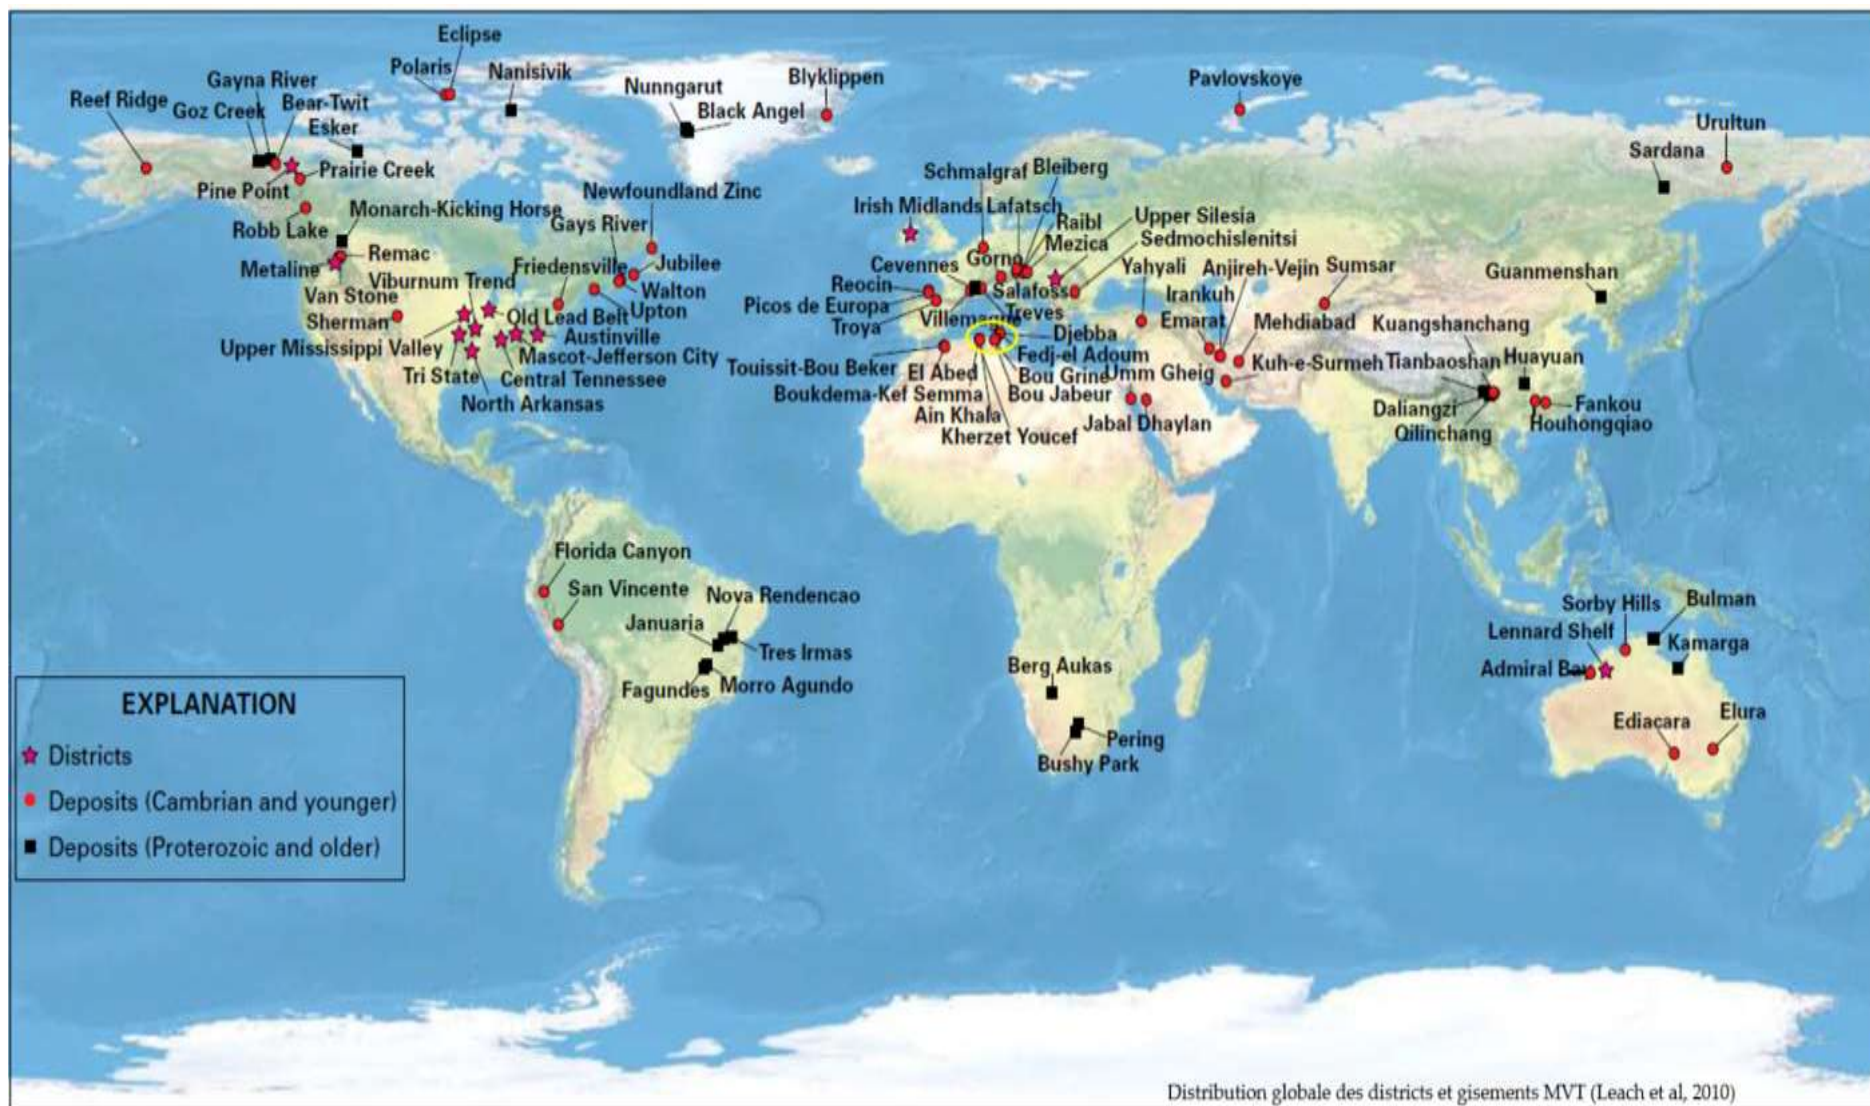 Eclipse
Polaris
Nanisivik
Gayna River
Reef Ridge
Goz Creek
Bear-Twit
Esker
Nunngarut
Black Angel
Blyklippen
Pavlovskoye
Urultun
Sardana
Pine Point
Prairie Creek
Newfoundland Zinc
Schmalgraf
Bleiberg
Irish Midlands
Lafatsch
Robb Lake
Monarch-Kicking Horse
Gays River
Raibl
Upper Silesia
Mezica
Sedmochislenitsi
Metaline
Remac
Viburnum Trend
Friedensville
Jubilee
Cevennes
Gorno
Yahyali
Anjireh-Vejin
Sumsar
Guanmenshan
Van Stone
Walton
Reocin
Salafossa
Irankuh
Picos de Europa
Sherman
Old Lead Belt
Upton
Troya
Villemagne
Treves
Emarat
Mehdiabad
Kuangshanchang
Upper Mississippi Valley
Austinville
Djebba
Mascot-Jefferson City
Touissit-Bou Beker
El Abed
Fedj-el Adoum
Kuh-e-Surmeh
Tianbaoshan
Huayuan
Tri State
Central Tennessee
Bou Grine
Umm Gheig
North Arkansas
Boukdema-Kef Semma
Bou Jabeur
Ain Khala
Jabal Dhaylan
Daliangzi
Fankou
Kherzet Youcef
Qilinchang
Houhongqiao
Florida Canyon
San Vincente
Nova Rendencao
Januaria
Tres Irmas
Fagundes
Morro Agundo
Berg Aukas
Pering
Bushy Park
Sorby Hills
Bulman
Lennard Shelf
Kamarga
Admiral Bay
Ediacara
Elura
EXPLANATION
Districts
Deposits (Cambrian and younger)
Deposits (Proterozoic and older)
Distribution globale des districts et gisements MVT (Leach et al, 2010)